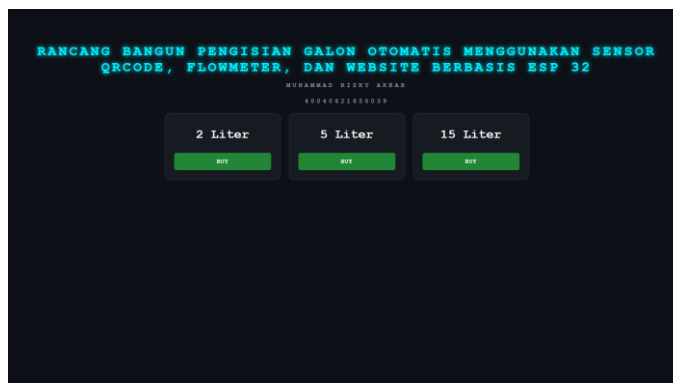 RANCANG BANGUN PENGISIAN GALON OTOMATIS MENGGUNAKAN SENSOR
QRCODE, FLOWMETER, DAN WEBSITE BERBASIS ESP 32
MUHAMMAD RIZKY AKBAR
40040621650039
2 Liter 5 Liter 15 Liter
BUY BUY BUY